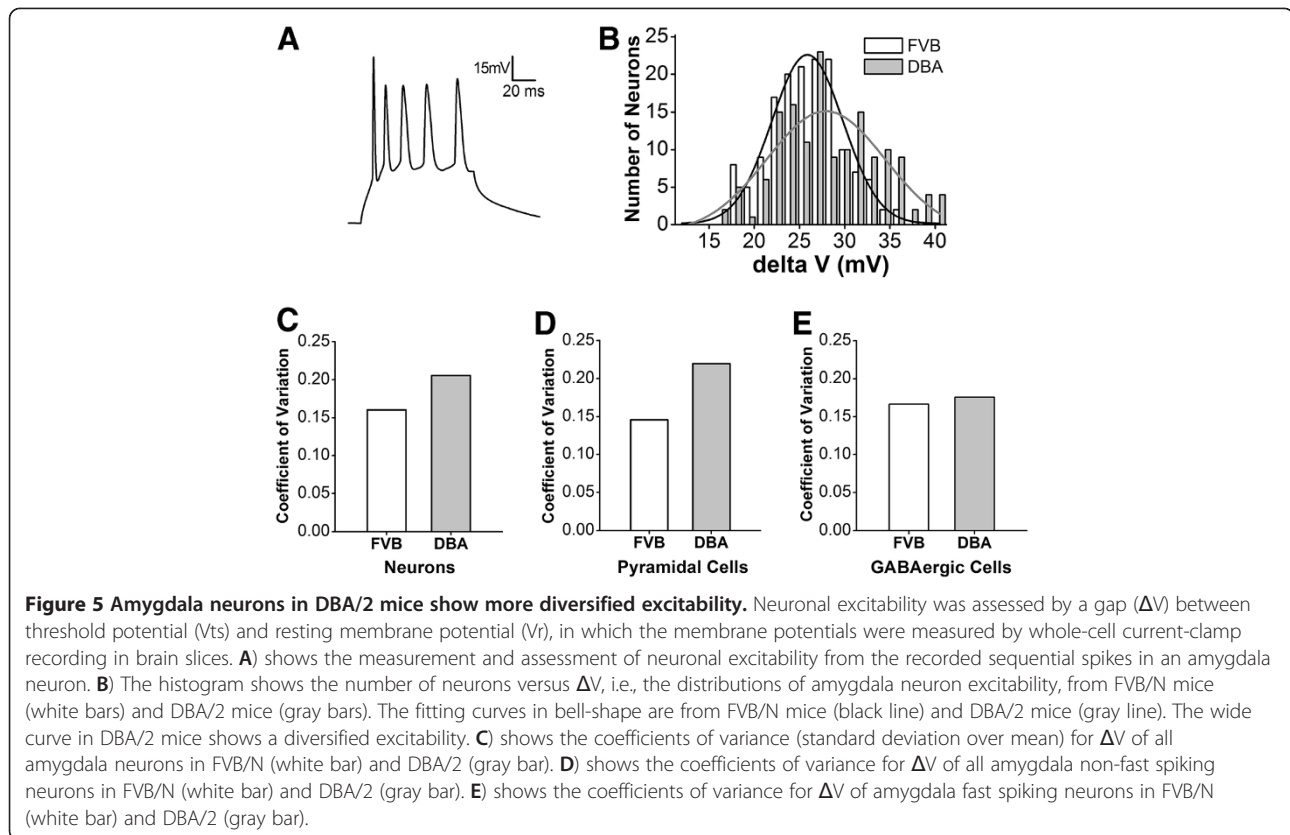 A
15mV
20 ms
B
Number of Neurons
25
20
15
10
5
0
FVB
DBA
15 20 25 30 35 40
delta V (mV)
C
Coefficient of Variation
0.25
0.20
0.15
0.10
0.05
0.00
FVB DBA
Neurons
D
Coefficient of Variation
0.25
0.20
0.15
0.10
0.05
0.00
FVB DBA
Pyramidal Cells
E
Coefficient of Variation
0.25
0.20
0.15
0.10
0.05
0.00
FVB DBA
GABAergic Cells
Figure 5 Amygdala neurons in DBA/2 mice show more diversified excitability. Neuronal excitability was assessed by a gap (ΔV) between
threshold potential (Vts) and resting membrane potential (Vr), in which the membrane potentials were measured by whole-cell current-clamp
recording in brain slices. A) shows the measurement and assessment of neuronal excitability from the recorded sequential spikes in an amygdala
neuron. B) The histogram shows the number of neurons versus ΔV, i.e., the distributions of amygdala neuron excitability, from FVB/N mice
(white bars) and DBA/2 mice (gray bars). The fitting curves in bell-shape are from FVB/N mice (black line) and DBA/2 mice (gray line). The wide
curve in DBA/2 mice shows a diversified excitability. C) shows the coefficients of variance (standard deviation over mean) for ΔV of all
amygdala neurons in FVB/N (white bar) and DBA/2 (gray bar). D) shows the coefficients of variance for ΔV of all amygdala non-fast spiking
neurons in FVB/N (white bar) and DBA/2 (gray bar). E) shows the coefficients of variance for ΔV of amygdala fast spiking neurons in FVB/N
(white bar) and DBA/2 (gray bar).